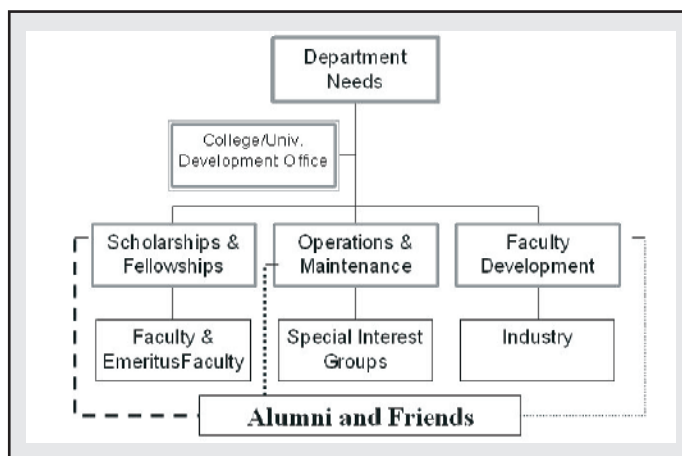 Department
Needs
College/Univ.
Development Office
Scholarships &
Fellowships
Operations &
Maintenance
Faculty
Development
Faculty &
EmeritusFaculty
Special Interest
Groups
Industry
Alumni and Friends